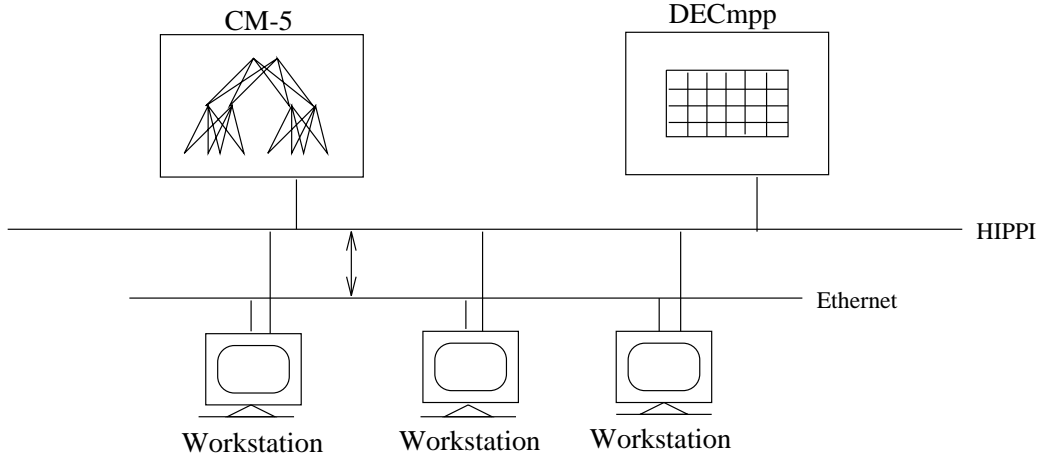 CM-5
DECmpp
HIPPI
Ethernet
Workstation
Workstation
Workstation